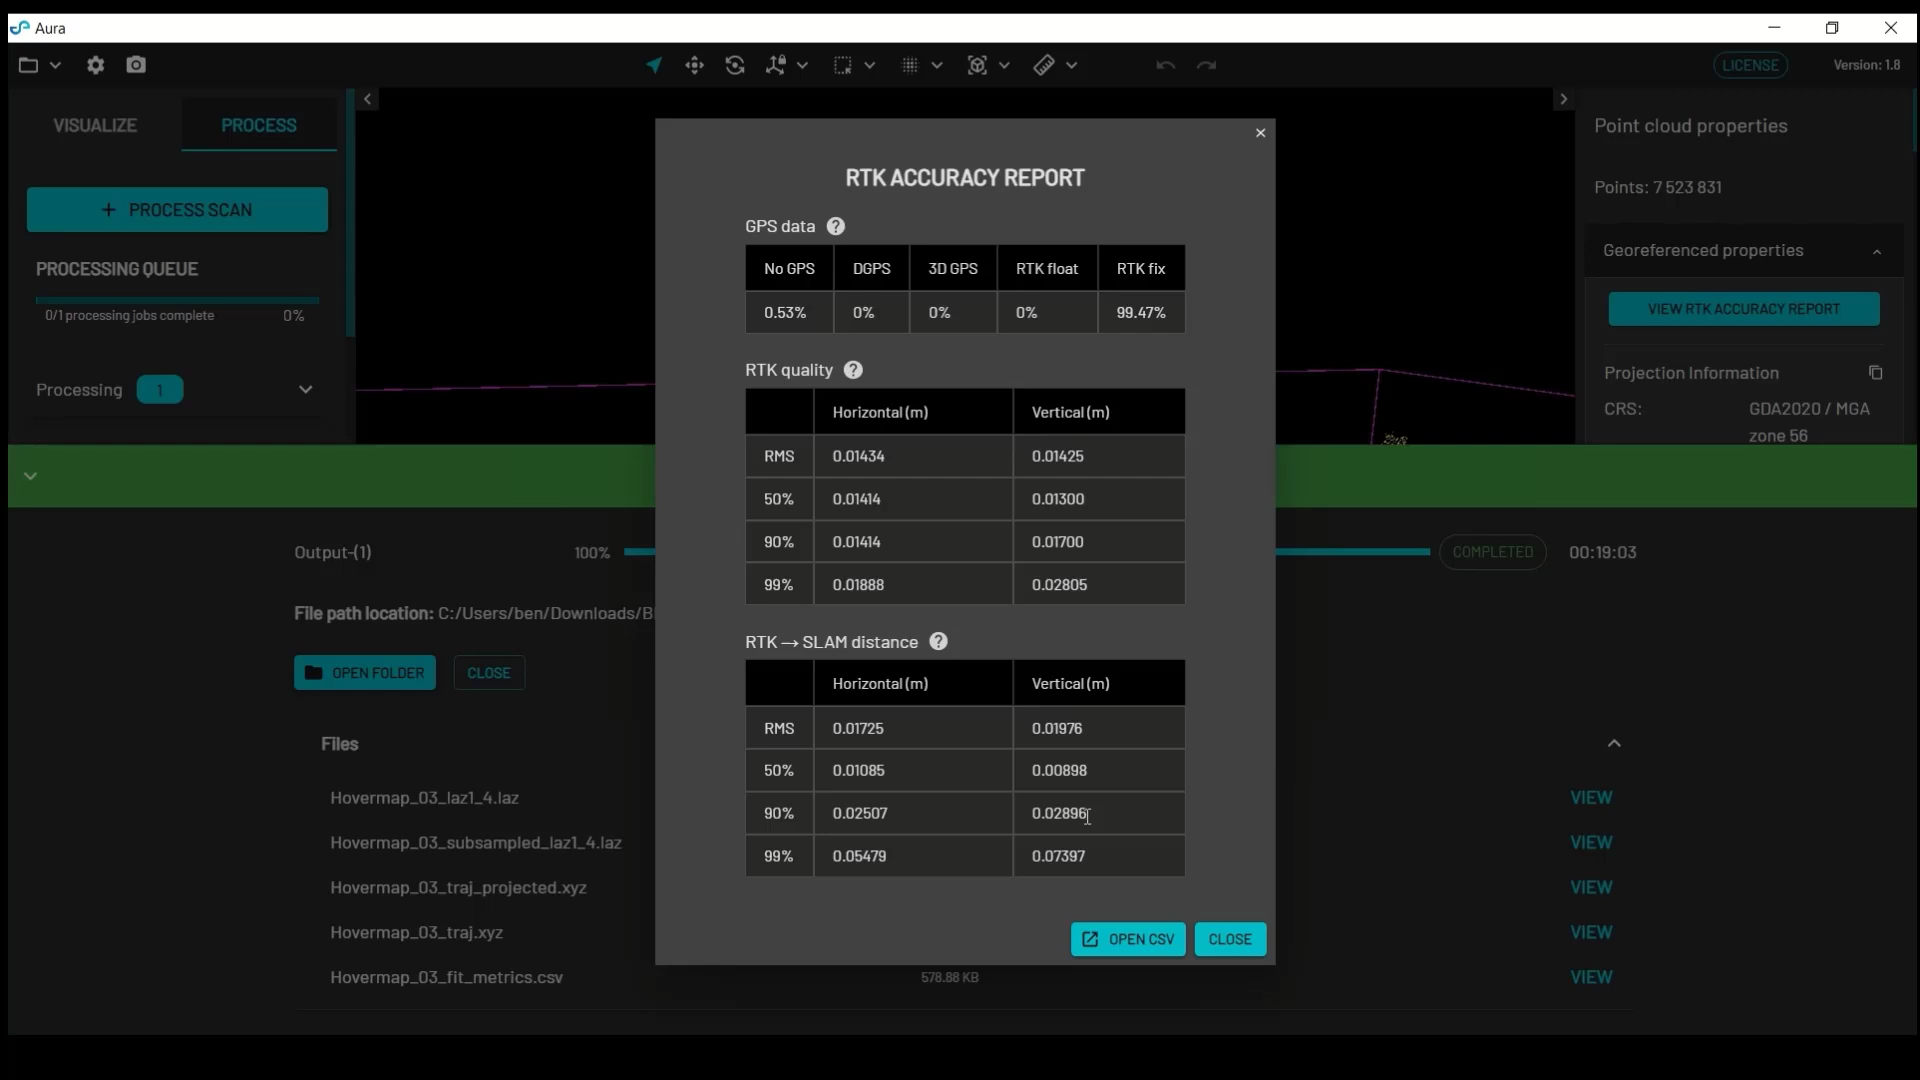 Aura
LICENSE
Version: 1.8
VISUALIZE
PROCESS
+ PROCESS SCAN
PROCESSING QUEUE
0/1 processing jobs complete 0%
Processing 1
RTK ACCURACY REPORT
GPS data ?
No GPS DGPS 3D GPS RTK float RTK fix
0.53% 0% 0% 0% 99.47%
RTK quality ?
Horizontal (m) Vertical (m)
RMS 0.01434 0.01425
50% 0.01414 0.01300
90% 0.01414 0.01700
99% 0.01888 0.02805
RTK → SLAM distance ?
Horizontal (m) Vertical (m)
RMS 0.01725 0.01976
50% 0.01085 0.00898
90% 0.02507 0.02896
99% 0.05479 0.07397
OPEN CSV
CLOSE
Point cloud properties
Points: 7 523 831
Georeferenced properties
VIEW RTK ACCURACY REPORT
Projection Information
CRS: GDA2020 / MGA
zone 56
Output-(1) 100% COMPLETED 00:19:03
File path location: C:/Users/ben/Downloads/B
OPEN FOLDER
CLOSE
Files
Hovermap_03_laz1_4.laz VIEW
Hovermap_03_subsampled_laz1_4.laz VIEW
Hovermap_03_traj_projected.xyz VIEW
Hovermap_03_traj.xyz VIEW
Hovermap_03_fit_metrics.csv 578.88 KB VIEW